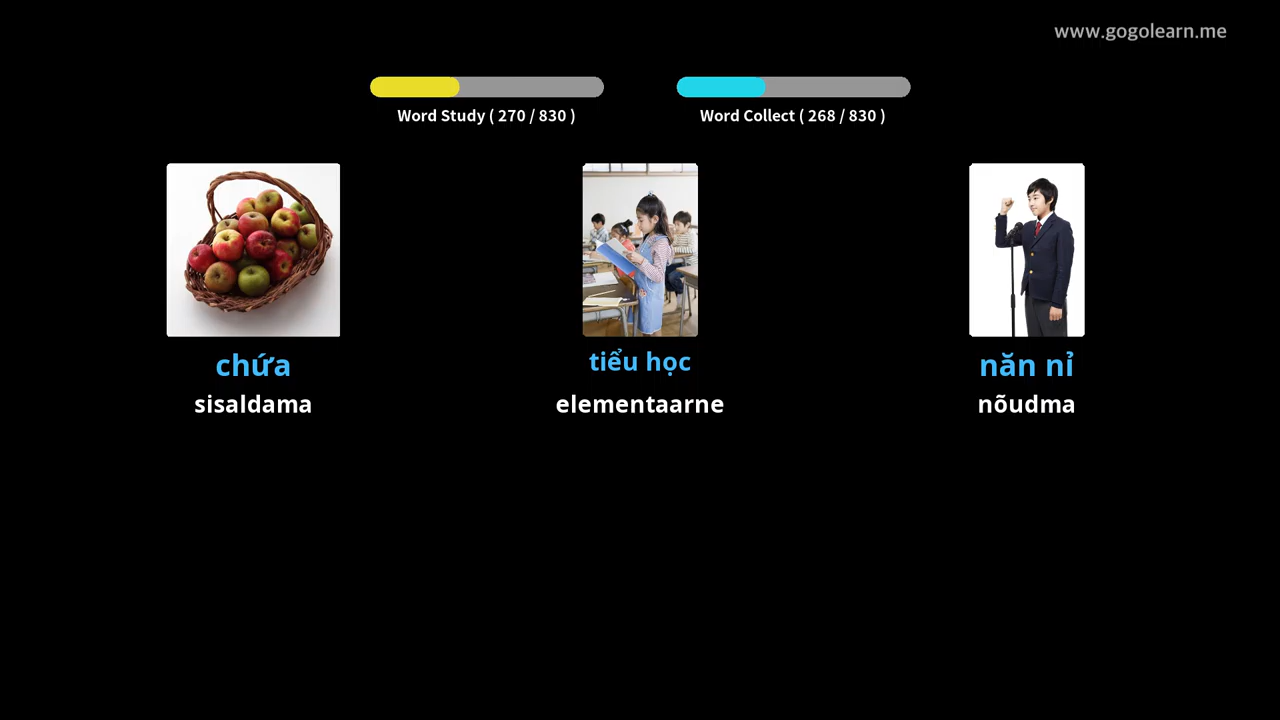 www.gogolearn.me
Word Study ( 270 / 830 )
Word Collect ( 268 / 830 )
chứa
tiểu học
năn nỉ
sisaldama
elementaarne
nõudma